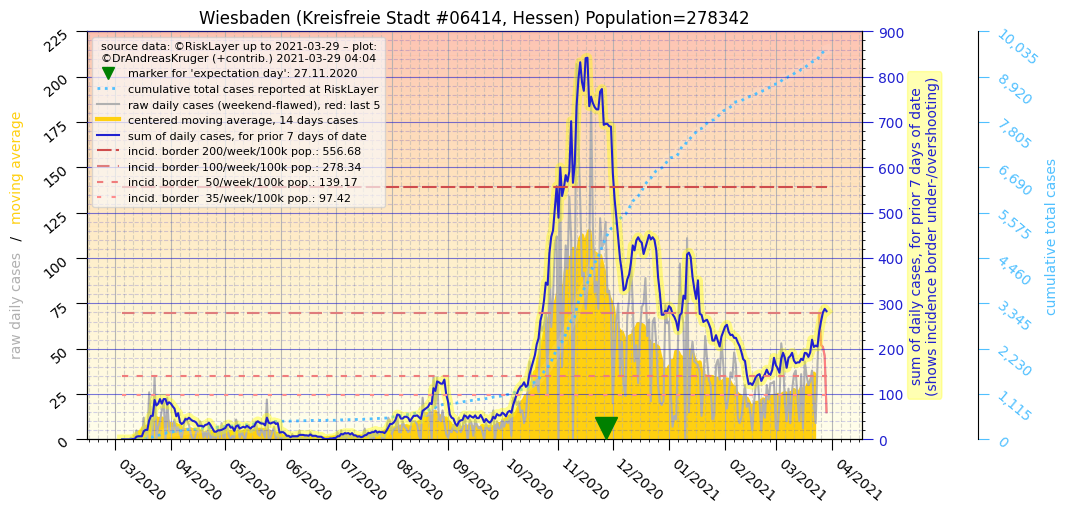 Wiesbaden (Kreisfreie Stadt #06414, Hessen) Population=278342
source data: ©RiskLayer up to 2021-03-29 – plot:
©DrAndreasKruger (+contrib.) 2021-03-29 04:04
marker for 'expectation day': 27.11.2020
cumulative total cases reported at RiskLayer
raw daily cases (weekend-flawed), red: last 5
centered moving average, 14 days cases
sum of daily cases, for prior 7 days of date
incid. border 200/week/100k pop.: 556.68
incid. border 100/week/100k pop.: 278.34
incid. border  50/week/100k pop.: 139.17
incid. border  35/week/100k pop.: 97.42
raw daily cases / moving average
225
200
175
150
125
100
75
50
25
0
03/2020
04/2020
05/2020
06/2020
07/2020
08/2020
09/2020
10/2020
11/2020
12/2020
01/2021
02/2021
03/2021
04/2021
900
800
700
600
500
400
300
200
100
0
sum of daily cases, for prior 7 days of date
(shows incidence border under-/overshooting)
10,035
8,920
7,805
6,690
5,575
4,460
3,345
2,230
1,115
0
cumulative total cases